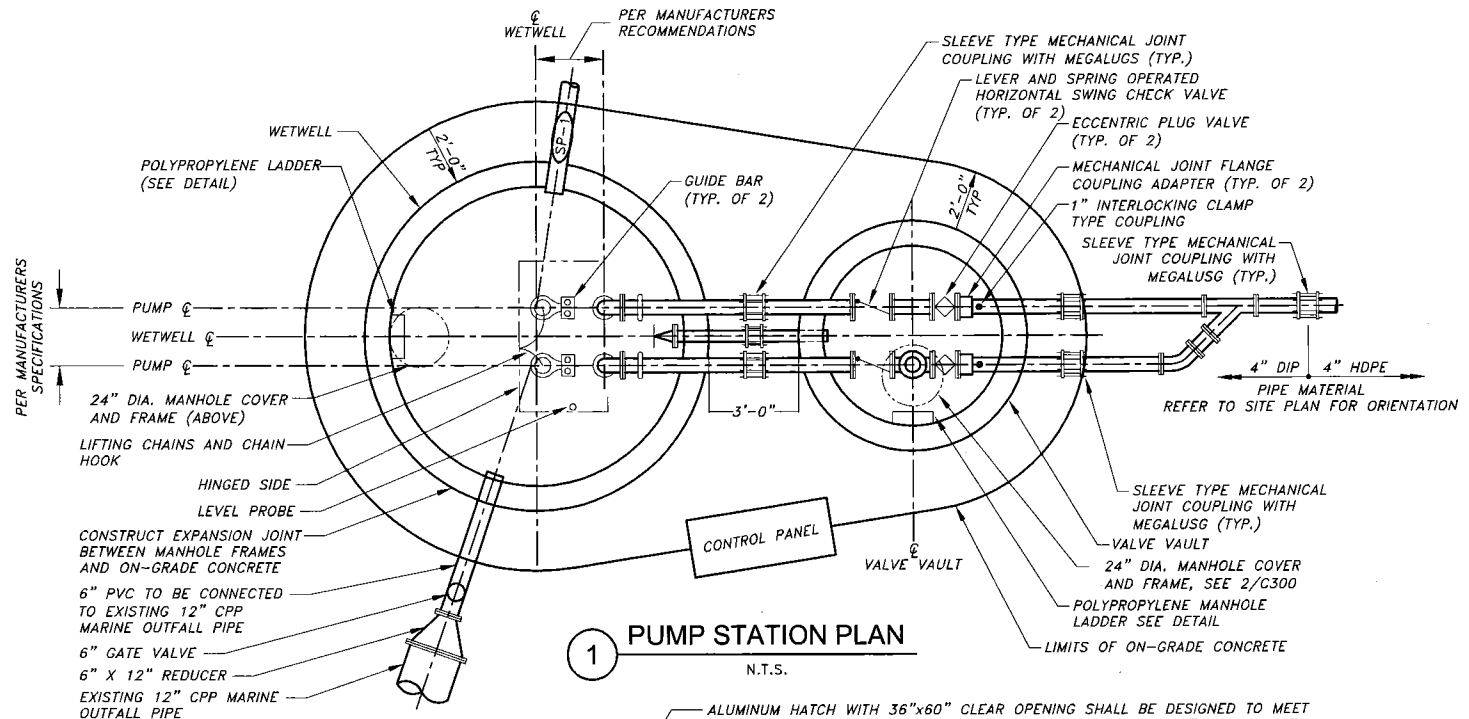 ℄
WETWELL
PER MANUFACTURERS
RECOMMENDATIONS
SLEEVE TYPE MECHANICAL JOINT
COUPLING WITH MEGALUGS (TYP.)
LEVER AND SPRING OPERATED
HORIZONTAL SWING CHECK VALVE
(TYP. OF 2)
ECCENTRIC PLUG VALVE
(TYP. OF 2)
MECHANICAL JOINT FLANGE
COUPLING ADAPTER (TYP. OF 2)
1" INTERLOCKING CLAMP
TYPE COUPLING
SLEEVE TYPE MECHANICAL
JOINT COUPLING WITH
MEGALUSG (TYP.)
WETWELL
2'-0"
TYP
SP-1
POLYPROPYLENE LADDER
(SEE DETAIL)
GUIDE BAR
(TYP. OF 2)
2'-0"
TYP
PER MANUFACTURERS
SPECIFICATIONS
PUMP ℄
WETWELL ℄
PUMP ℄
4" DIP
4" HDPE
PIPE MATERIAL
REFER TO SITE PLAN FOR ORIENTATION
24" DIA. MANHOLE COVER
AND FRAME (ABOVE)
3'-0"
LIFTING CHAINS AND CHAIN
HOOK
HINGED SIDE
LEVEL PROBE
CONSTRUCT EXPANSION JOINT
BETWEEN MANHOLE FRAMES
AND ON-GRADE CONCRETE
6" PVC TO BE CONNECTED
TO EXISTING 12" CPP
MARINE OUTFALL PIPE
6" GATE VALVE
6" X 12" REDUCER
EXISTING 12" CPP MARINE
OUTFALL PIPE
CONTROL PANEL
℄
VALVE VAULT
SLEEVE TYPE MECHANICAL
JOINT COUPLING WITH
MEGALUSG (TYP.)
VALVE VAULT
24" DIA. MANHOLE COVER
AND FRAME, SEE 2/C300
POLYPROPYLENE MANHOLE
LADDER SEE DETAIL
LIMITS OF ON-GRADE CONCRETE
1 PUMP STATION PLAN
N.T.S.
ALUMINUM HATCH WITH 36"x60" CLEAR OPENING SHALL BE DESIGNED TO MEET